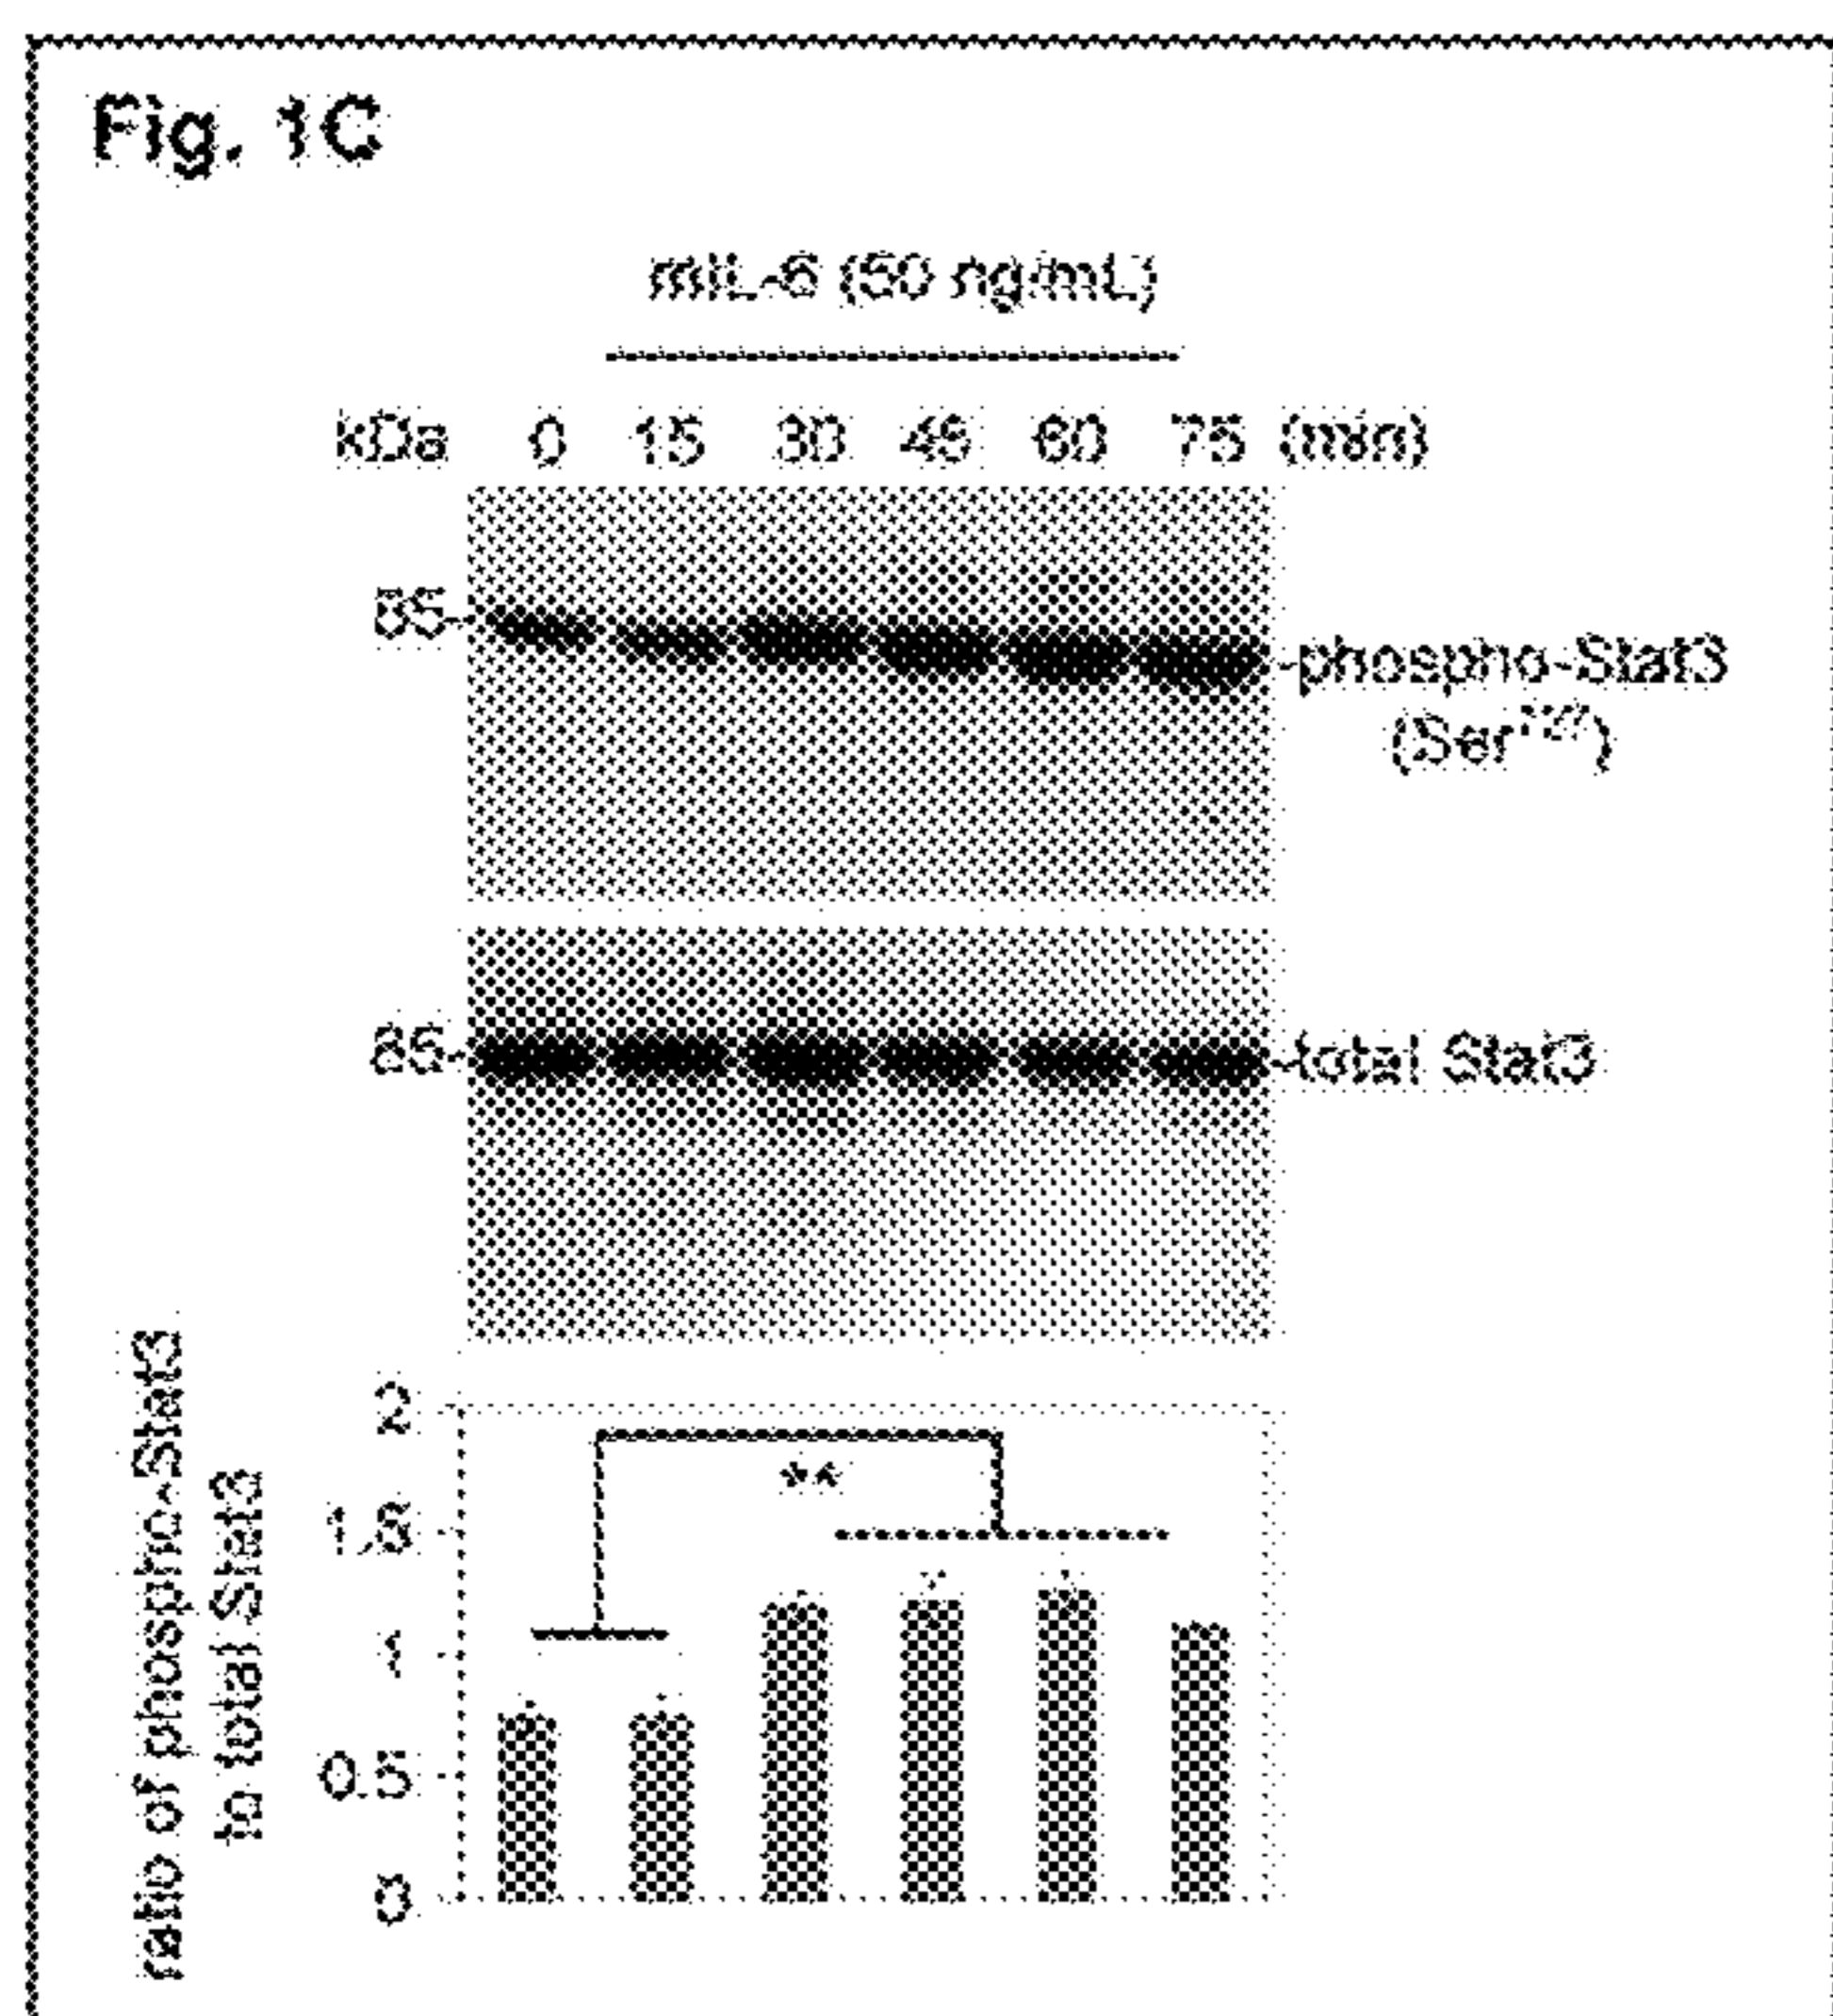 Fig. 1C
mIL-6 (50 ng/mL)
kDa 0 15 30 45 60 75 (min)
85
phospho-Stat3
(Ser)
85
total Stat3
ratio of phospho-Stat3
to total Stat3
2
**
1.5
1
0.5
0